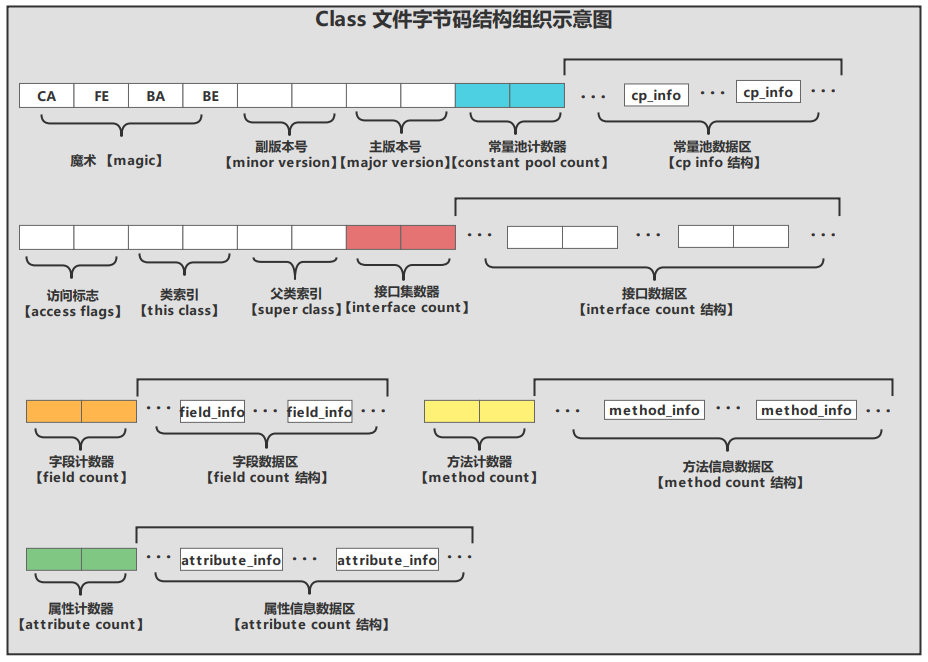 Class 文件字节码结构组织示意图
CA FE BA BE ... cp_info ... cp_info ...
魔术 【magic】
副版本号
【minor version】
主版本号
【major version】
常量池计数器
【constant pool count】
常量池数据区
【cp info 结构】
... ... ...
访问标志
【access flags】
类索引
【this class】
父类索引
【super class】
接口集数器
【interface count】
接口数据区
【interface count 结构】
... field_info ... field_info ...
... method_info ... method_info ...
字段计数器
【field count】
字段数据区
【field count 结构】
方法计数器
【method count】
方法信息数据区
【method count 结构】
... attribute_info ... attribute_info ...
属性计数器
【attribute count】
属性信息数据区
【attribute count 结构】